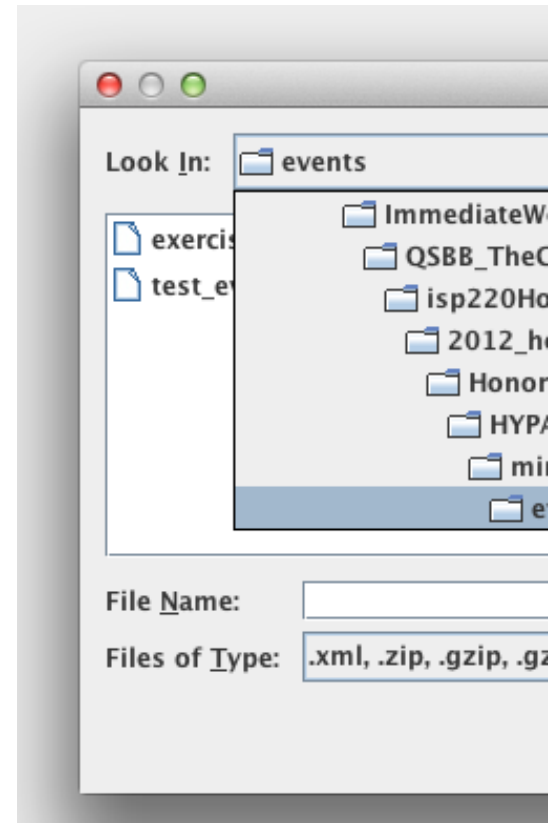 Look In: events
ImmediateW
exercis
QSBB_TheC
test_e
isp220Ho
2012_h
Honor
HYPA
mi
e
File Name:
Files of Type: .xml, .zip, .gzip, .gz